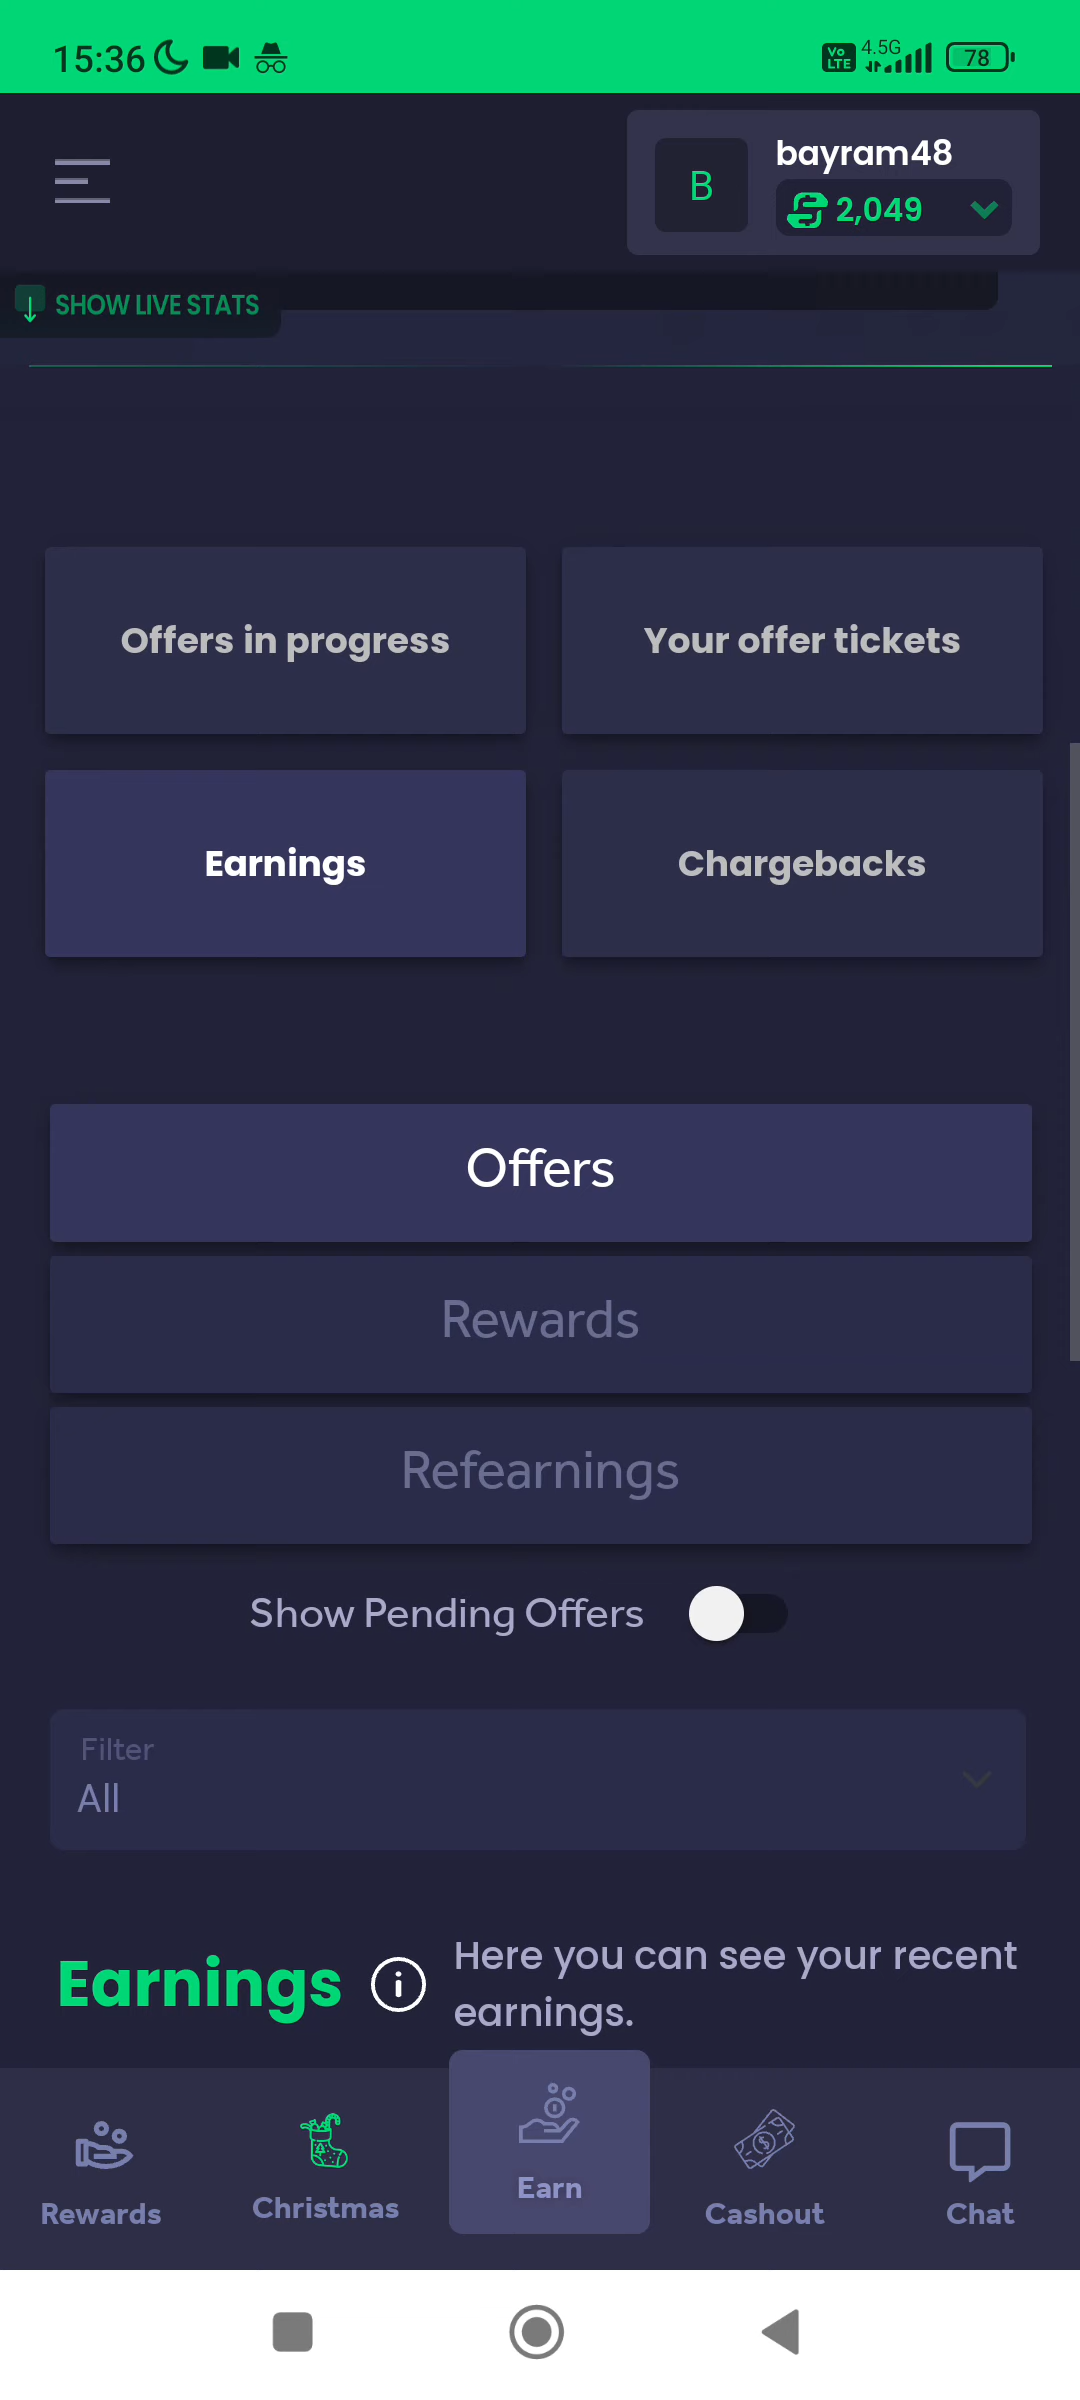 15:36
Vo LTE
4.5G
78
B
bayram48
2,049
SHOW LIVE STATS
Offers in progress
Your offer tickets
Earnings
Chargebacks
Offers
Rewards
Refearnings
Show Pending Offers
Filter
All
Earnings
Here you can see your recent
earnings.
Rewards
Christmas
Earn
Cashout
Chat